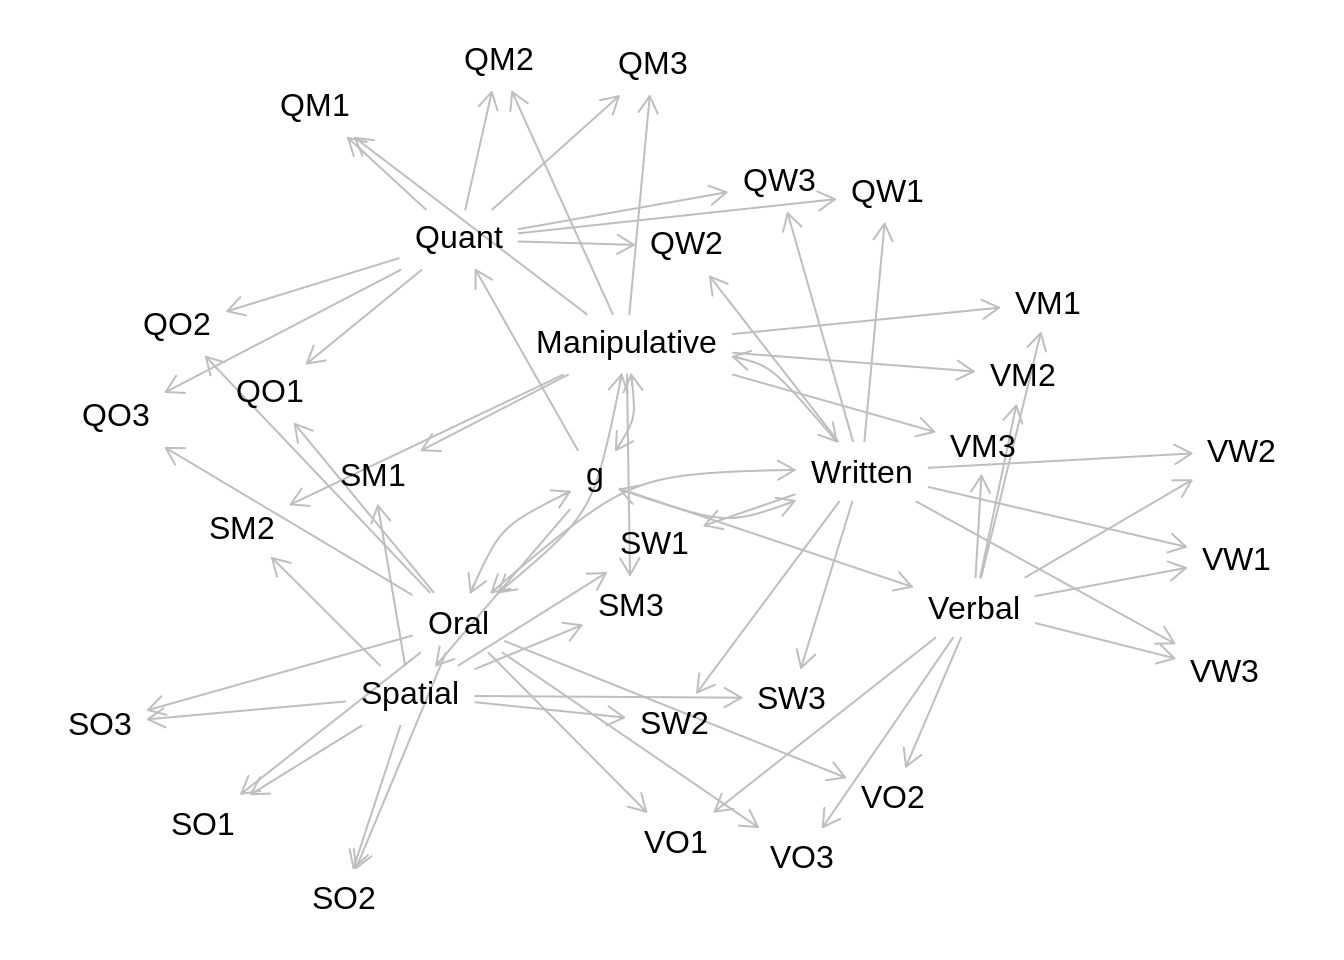 QM2
QM3
QM1
QW3
QW1
Quant
QW2
VM1
QO2
Manipulative
VM2
QO1
QO3
VM3
VW2
SM1
g
Written
SM2
SW1
VW1
SM3
Verbal
Oral
VW3
Spatial
SW3
SO3
SW2
VO2
SO1
VO1
VO3
SO2